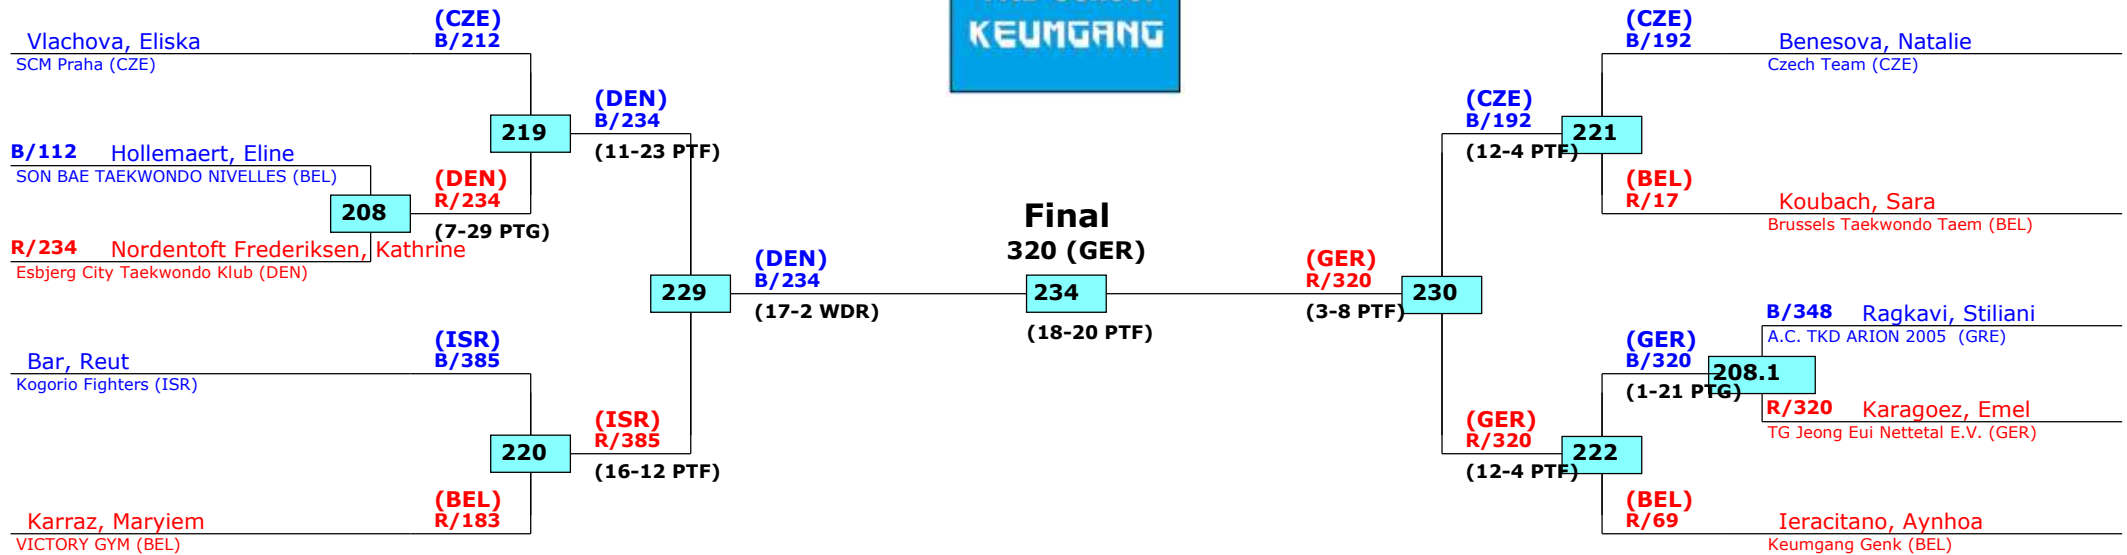 KEUMGANG
(CZE)
B/212
Vlachova, Eliska
SCM Praha (CZE)
B/112 Hollemaert, Eline
SON BAE TAEKWONDO NIVELLES (BEL)
208
(DEN)
R/234
(7-29 PTG)
R/234 Nordentoft Frederiksen, Kathrine
Esbjerg City Taekwondo Klub (DEN)
219
(DEN)
B/234
(11-23 PTF)
(ISR)
B/385
Bar, Reut
Kogorio Fighters (ISR)
220
(ISR)
R/385
(16-12 PTF)
(BEL)
R/183
Karraz, Maryiem
VICTORY GYM (BEL)
229
(DEN)
B/234
(17-2 WDR)
Final
320 (GER)
234
(18-20 PTF)
(GER)
R/320
(3-8 PTF)
230
(CZE)
B/192
(12-4 PTF)
221
(CZE)
B/192
Benesova, Natalie
Czech Team (CZE)
(BEL)
R/17
Koubach, Sara
Brussels Taekwondo Taem (BEL)
(GER)
R/320
(12-4 PTF)
222
(GER)
B/320
(1-21 PTG)
208.1
B/348 Ragkavi, Stiliani
A.C. TKD ARION 2005 (GRE)
R/320 Karagoez, Emel
TG Jeong Eui Nettetal E.V. (GER)
(BEL)
R/69
Ieracitano, Aynhoa
Keumgang Genk (BEL)